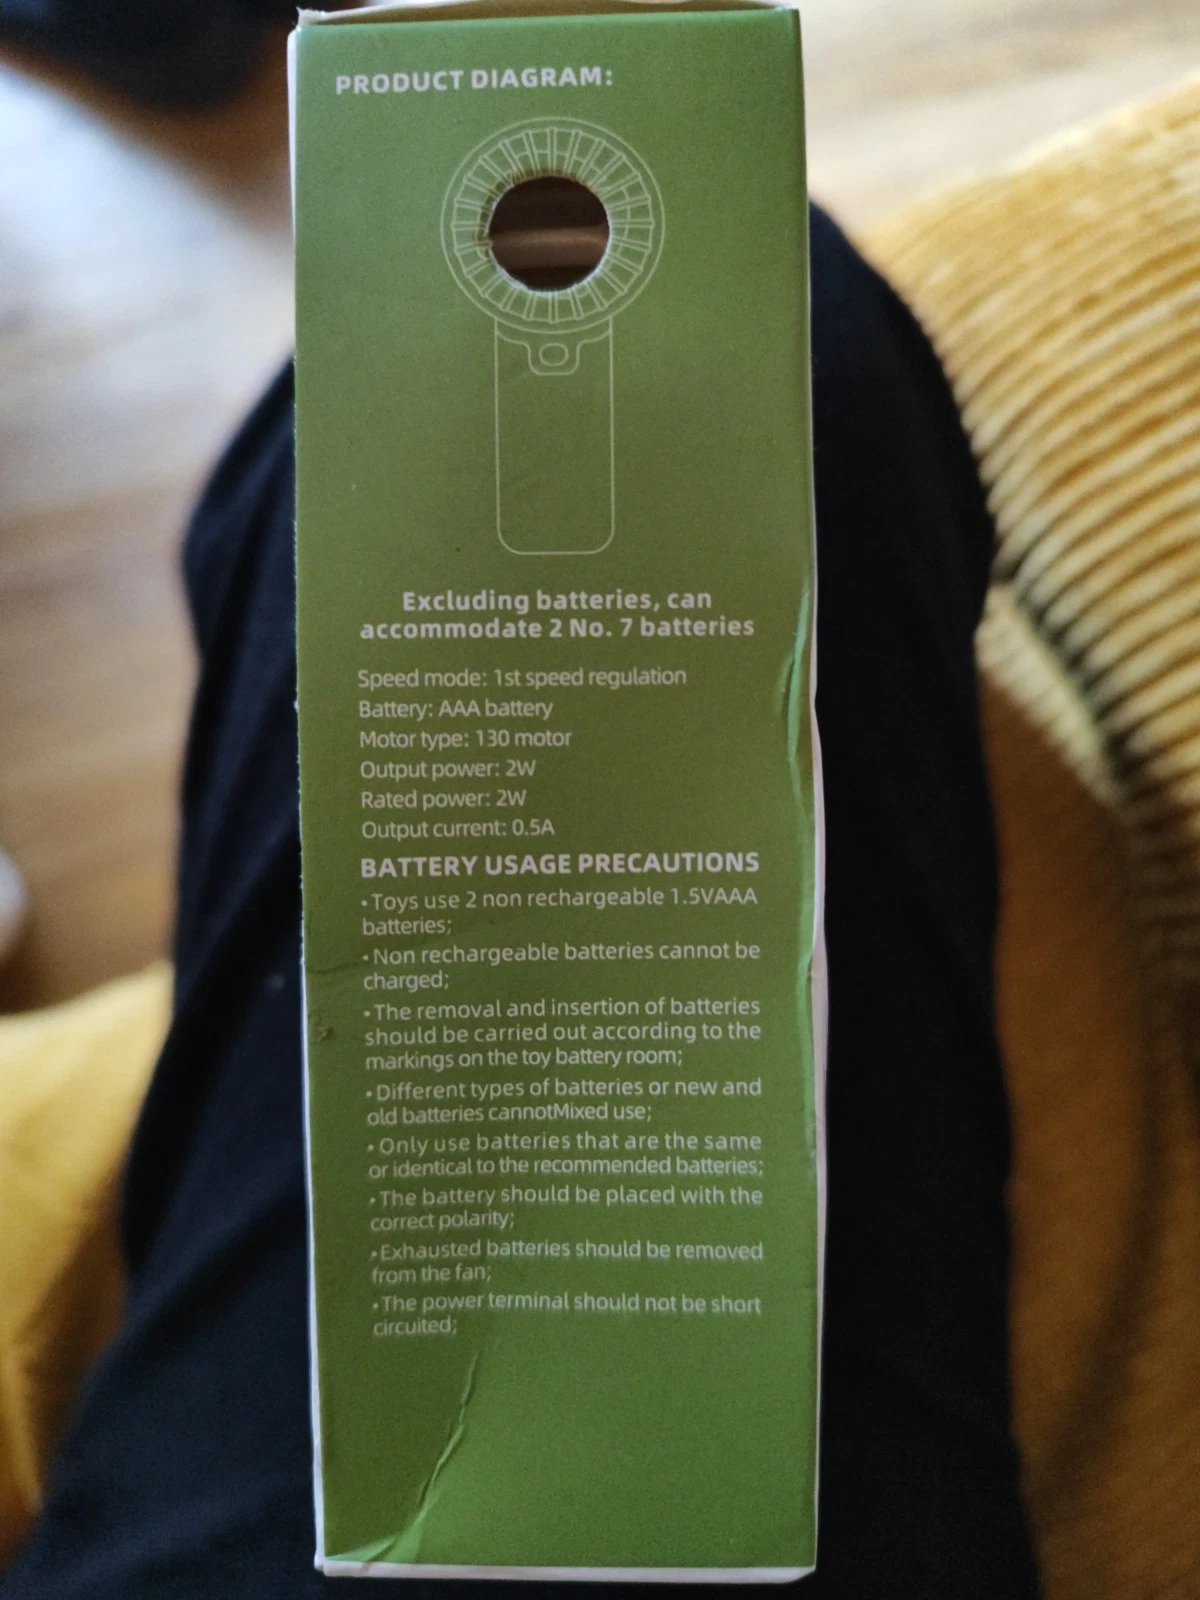 PRODUCT DIAGRAM:
Excluding batteries, can
accommodate 2 No. 7 batteries
Speed mode: 1st speed regulation
Battery: AAA battery
Motor type: 130 motor
Output power: 2W
Rated power: 2W
Output current: 0.5A
BATTERY USAGE PRECAUTIONS
•Toys use 2 non rechargeable 1.5VAAA
batteries;
•Non rechargeable batteries cannot be
charged;
•The removal and insertion of batteries
should be carried out according to the
markings on the toy battery room;
•Different types of batteries or new and
old batteries cannotMixed use;
•Only use batteries that are the same
or identical to the recommended batteries;
•The battery should be placed with the
correct polarity;
•Exhausted batteries should be removed
from the fan;
•The power terminal should not be short
circuited;